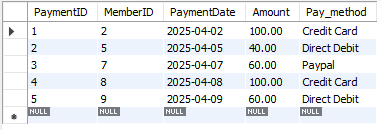 PaymentID MemberID PaymentDate Amount Pay_method
1 2 2025-04-02 100.00 Credit Card
2 5 2025-04-05 40.00 Direct Debit
3 7 2025-04-07 60.00 Paypal
4 8 2025-04-08 100.00 Credit Card
5 9 2025-04-09 60.00 Direct Debit
NULL NULL NULL NULL NULL